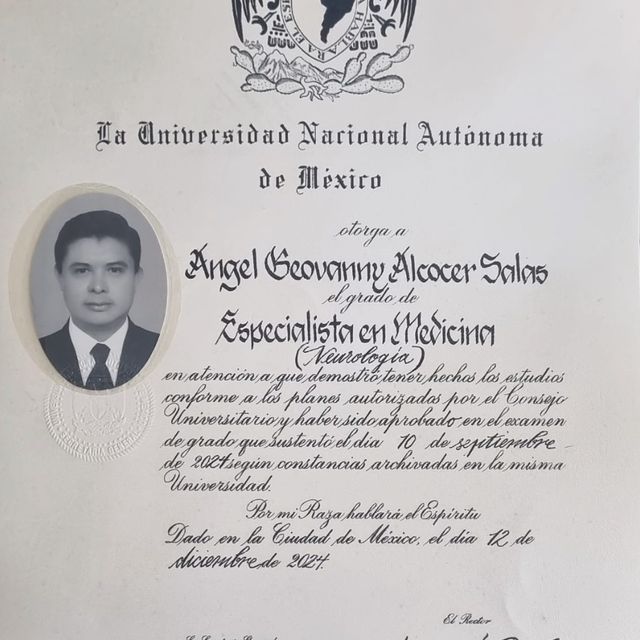 HABLARA EL ES
La Universidad Nacional Autónoma
de México
otorga a
Ángel Geovanny Alcocer Salas
el grado de
Especialista en Medicina
(Neurología)
en atención a que demostró tener hechos los estudios
conforme a los planes autorizados por el Consejo
Universitario y haber sido aprobado en el examen
de grado que sustentó el día 10 de septiembre
de 2024 según constancias archivadas en la misma
Universidad.
Por mi Raza hablará el Espíritu
Dado en la Ciudad de México, el día 12 de
diciembre de 2024.
El Rector